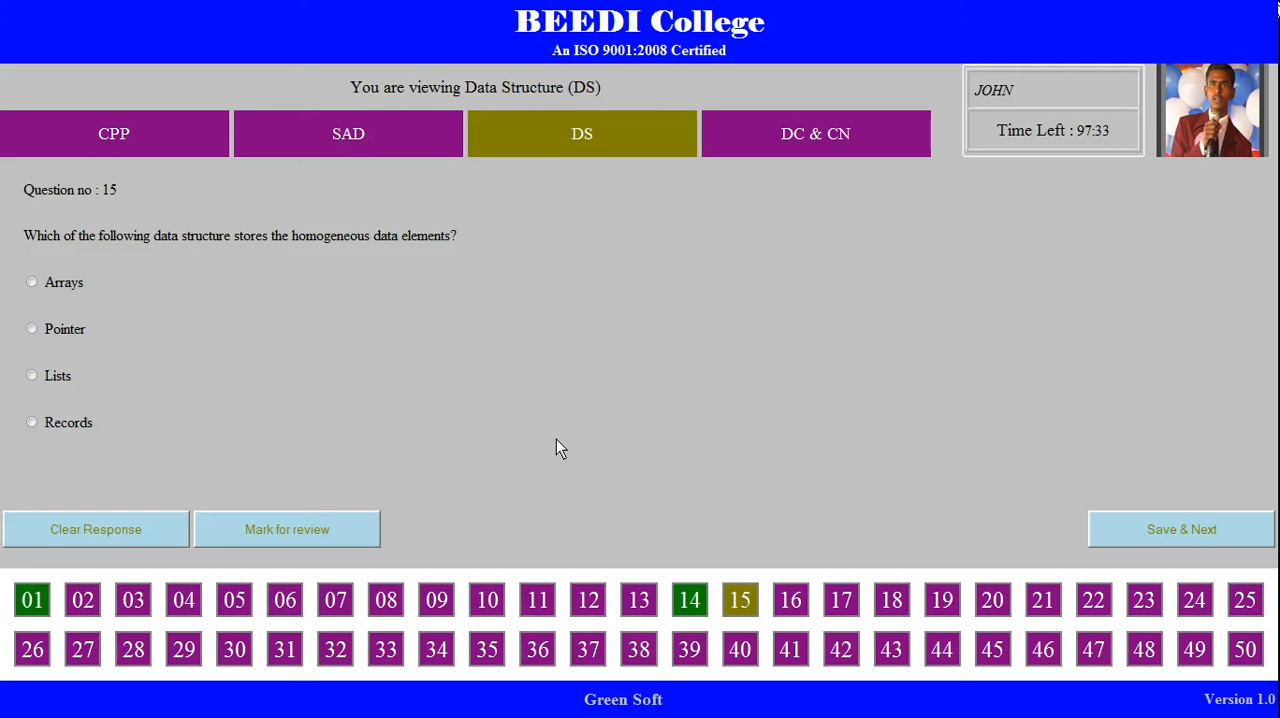 BEEDI College
An ISO 9001:2008 Certified
You are viewing Data Structure (DS)
JOHN
Time Left : 97:33
CPP SAD DS DC & CN
Question no : 15
Which of the following data structure stores the homogeneous data elements?
Arrays
Pointer
Lists
Records
Clear Response Mark for review Save & Next
01 02 03 04 05 06 07 08 09 10 11 12 13 14 15 16 17 18 19 20 21 22 23 24 25
26 27 28 29 30 31 32 33 34 35 36 37 38 39 40 41 42 43 44 45 46 47 48 49 50
Green Soft Version 1.0